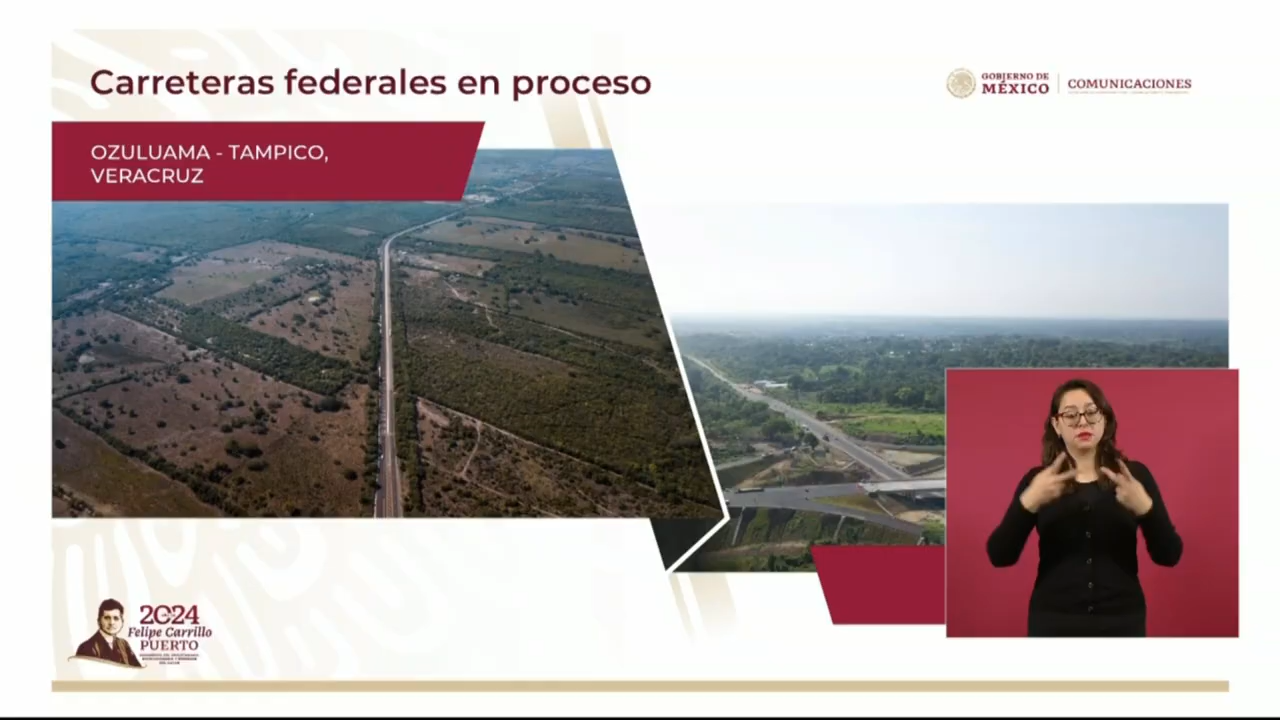 Carreteras federales en proceso
GOBIERNO DE
MÉXICO
COMUNICACIONES
OZULUAMA - TAMPICO,
VERACRUZ
2024
Felipe Carrillo
PUERTO